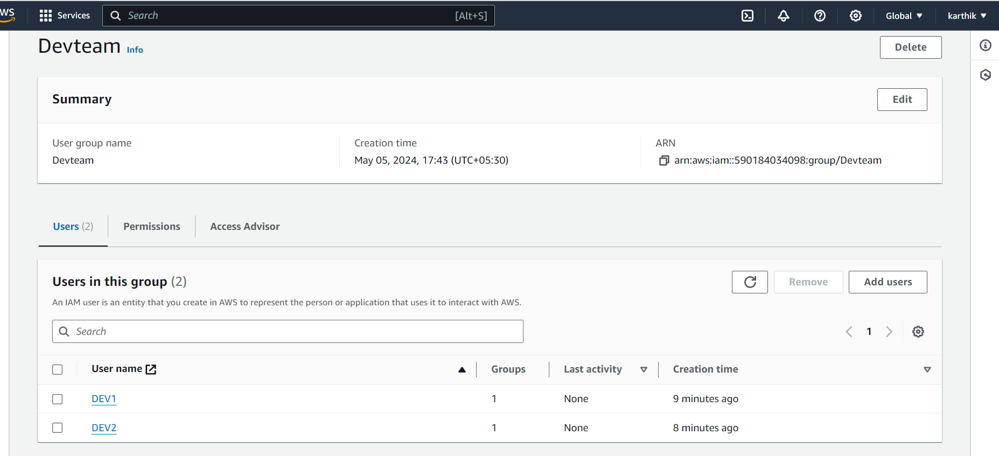 WS Services Search [Alt+S] Global karthik
Devteam Info Delete
Summary Edit
User group name Creation time ARN
Devteam May 05, 2024, 17:43 (UTC+05:30) arn:aws:iam::590184034098:group/Devteam
Users (2) Permissions Access Advisor
Users in this group (2) Remove Add users
An IAM user is an entity that you create in AWS to represent the person or application that uses it to interact with AWS.
Search 1
User name Groups Last activity Creation time
DEV1 1 None 9 minutes ago
DEV2 1 None 8 minutes ago